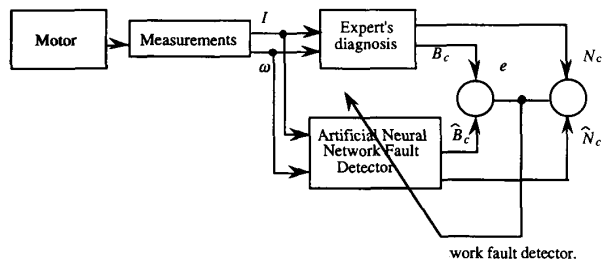 Motor
Measurements
I
ω
Expert's
diagnosis
B_c
e
N_c
Artificial Neural
Network Fault
Detector
B̂_c
N̂_c
work fault detector.